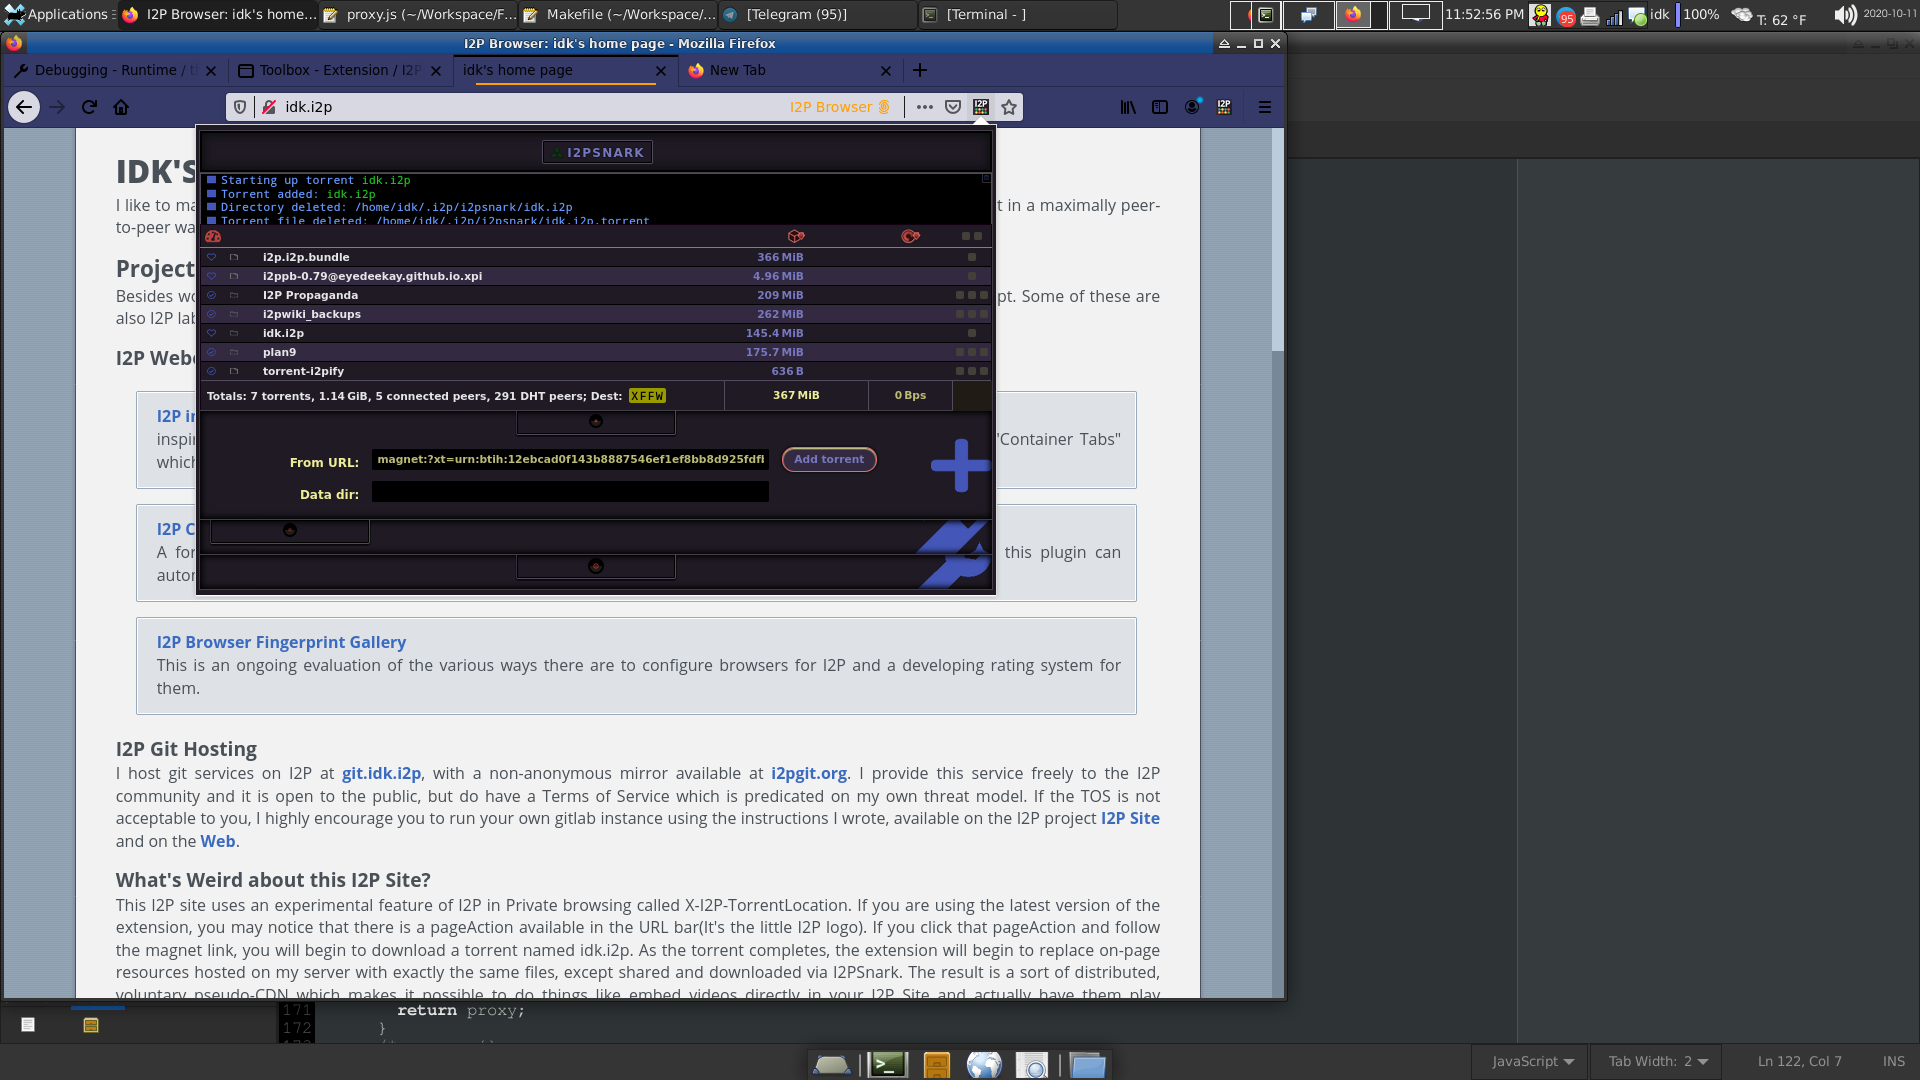 Applications
I2P Browser: idk's home...
proxy.js (~/Workspace/F...
Makefile (~/Workspace/...
[Telegram (95)]
[Terminal - ]
11:52:56 PM
95
idk
100%
T: 62 °F
2020-10-11
I2P Browser: idk's home page - Mozilla Firefox
Debugging - Runtime / t
Toolbox - Extension / I2P
idk's home page
New Tab
idk.i2p
I2P Browser
I2P
I2P
IDK'S
I2PSNARK
Starting up torrent idk.i2p
Torrent added: idk.i2p
Directory deleted: /home/idk/.i2p/i2psnark/idk.i2p
Torrent file deleted: /home/idk/.i2p/i2psnark/idk.i2p.torrent
I like to ma
t in a maximally peer-
to-peer wa
i2p.i2p.bundle 366 MiB
i2ppb-0.79@eyedeekay.github.io.xpi 4.96 MiB
I2P Propaganda 209 MiB
i2pwiki_backups 262 MiB
idk.i2p 145.4 MiB
plan9 175.7 MiB
torrent-i2pify 636 B
Totals: 7 torrents, 1.14 GiB, 5 connected peers, 291 DHT peers; Dest: XFFW 367 MiB 0 Bps
From URL: magnet:?xt=urn:btih:12ebcad0f143b8887546ef1ef8bb8d925fdfl Add torrent
Data dir:
Project
Besides wo
pt. Some of these are
also I2P lab
I2P Web
I2P in
inspi
"Container Tabs"
which
I2P C
A for
this plugin can
autor
I2P Browser Fingerprint Gallery
This is an ongoing evaluation of the various ways there are to configure browsers for I2P and a developing rating system for
them.
I2P Git Hosting
I host git services on I2P at git.idk.i2p, with a non-anonymous mirror available at i2pgit.org. I provide this service freely to the I2P
community and it is open to the public, but do have a Terms of Service which is predicated on my own threat model. If the TOS is not
acceptable to you, I highly encourage you to run your own gitlab instance using the instructions I wrote, available on the I2P project I2P Site
and on the Web.
What's Weird about this I2P Site?
This I2P site uses an experimental feature of I2P in Private browsing called X-I2P-TorrentLocation. If you are using the latest version of the
extension, you may notice that there is a pageAction available in the URL bar(It's the little I2P logo). If you click that pageAction and follow
the magnet link, you will begin to download a torrent named idk.i2p. As the torrent completes, the extension will begin to replace on-page
resources hosted on my server with exactly the same files, except shared and downloaded via I2PSnark. The result is a sort of distributed,
voluntary pseudo-CDN which makes it possible to do things like embed videos directly in your I2P Site and actually have them play
171 return proxy;
172 }
JavaScript
Tab Width: 2
Ln 122, Col 7
INS